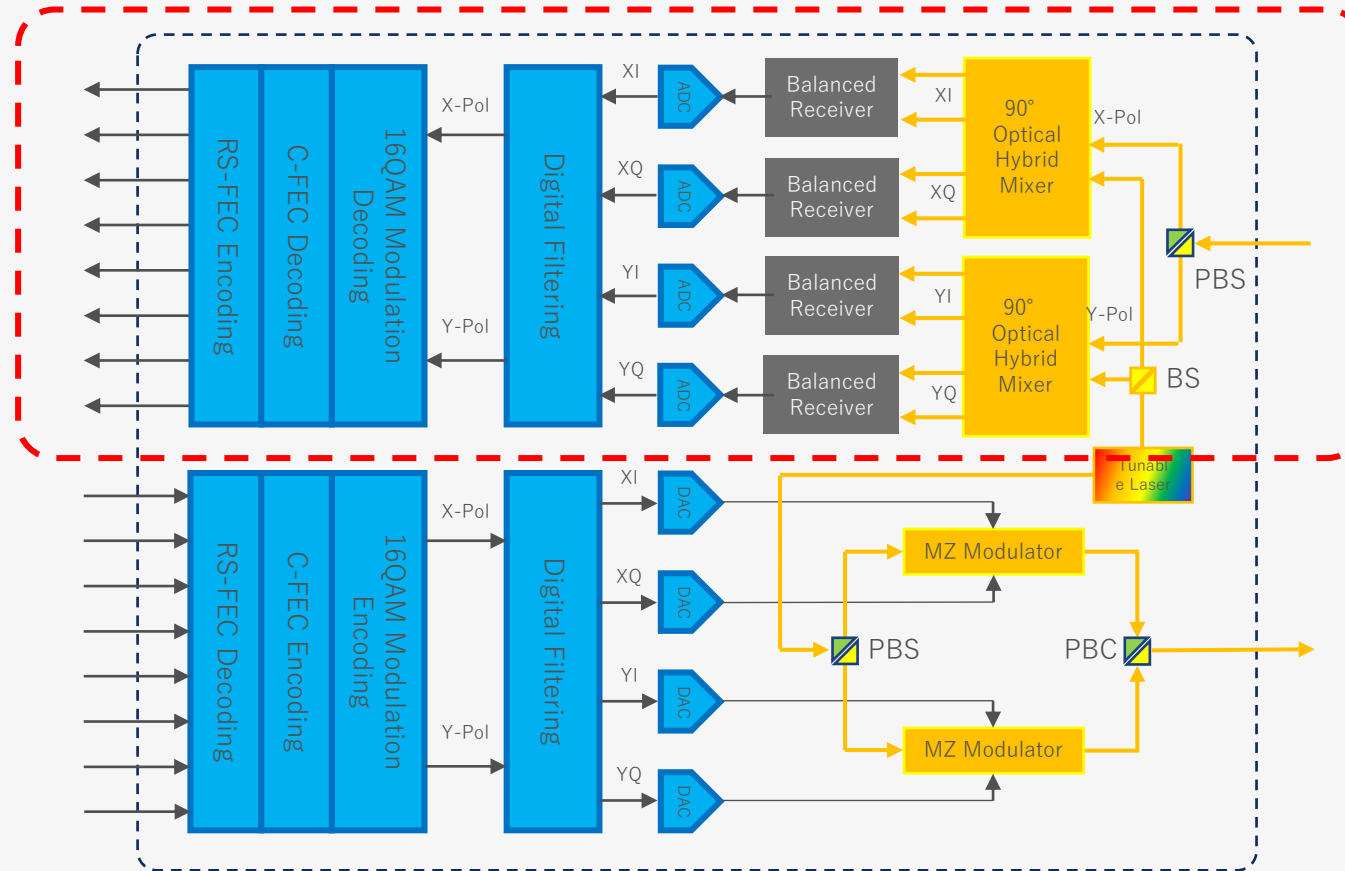 RS-FEC Encoding
C-FEC Decoding
16QAM Modulation
Decoding
X-Pol
Y-Pol
Digital Filtering
XI
XQ
YI
YQ
ADC
ADC
ADC
ADC
Balanced
Receiver
Balanced
Receiver
Balanced
Receiver
Balanced
Receiver
XI
XQ
YI
YQ
90°
Optical
Hybrid
Mixer
90°
Optical
Hybrid
Mixer
X-Pol
Y-Pol
PBS
BS
Tunabl
e Laser
RS-FEC Decoding
C-FEC Encoding
16QAM Modulation
Encoding
X-Pol
Y-Pol
Digital Filtering
XI
XQ
YI
YQ
DAC
DAC
DAC
DAC
MZ Modulator
PBS
PBC
MZ Modulator